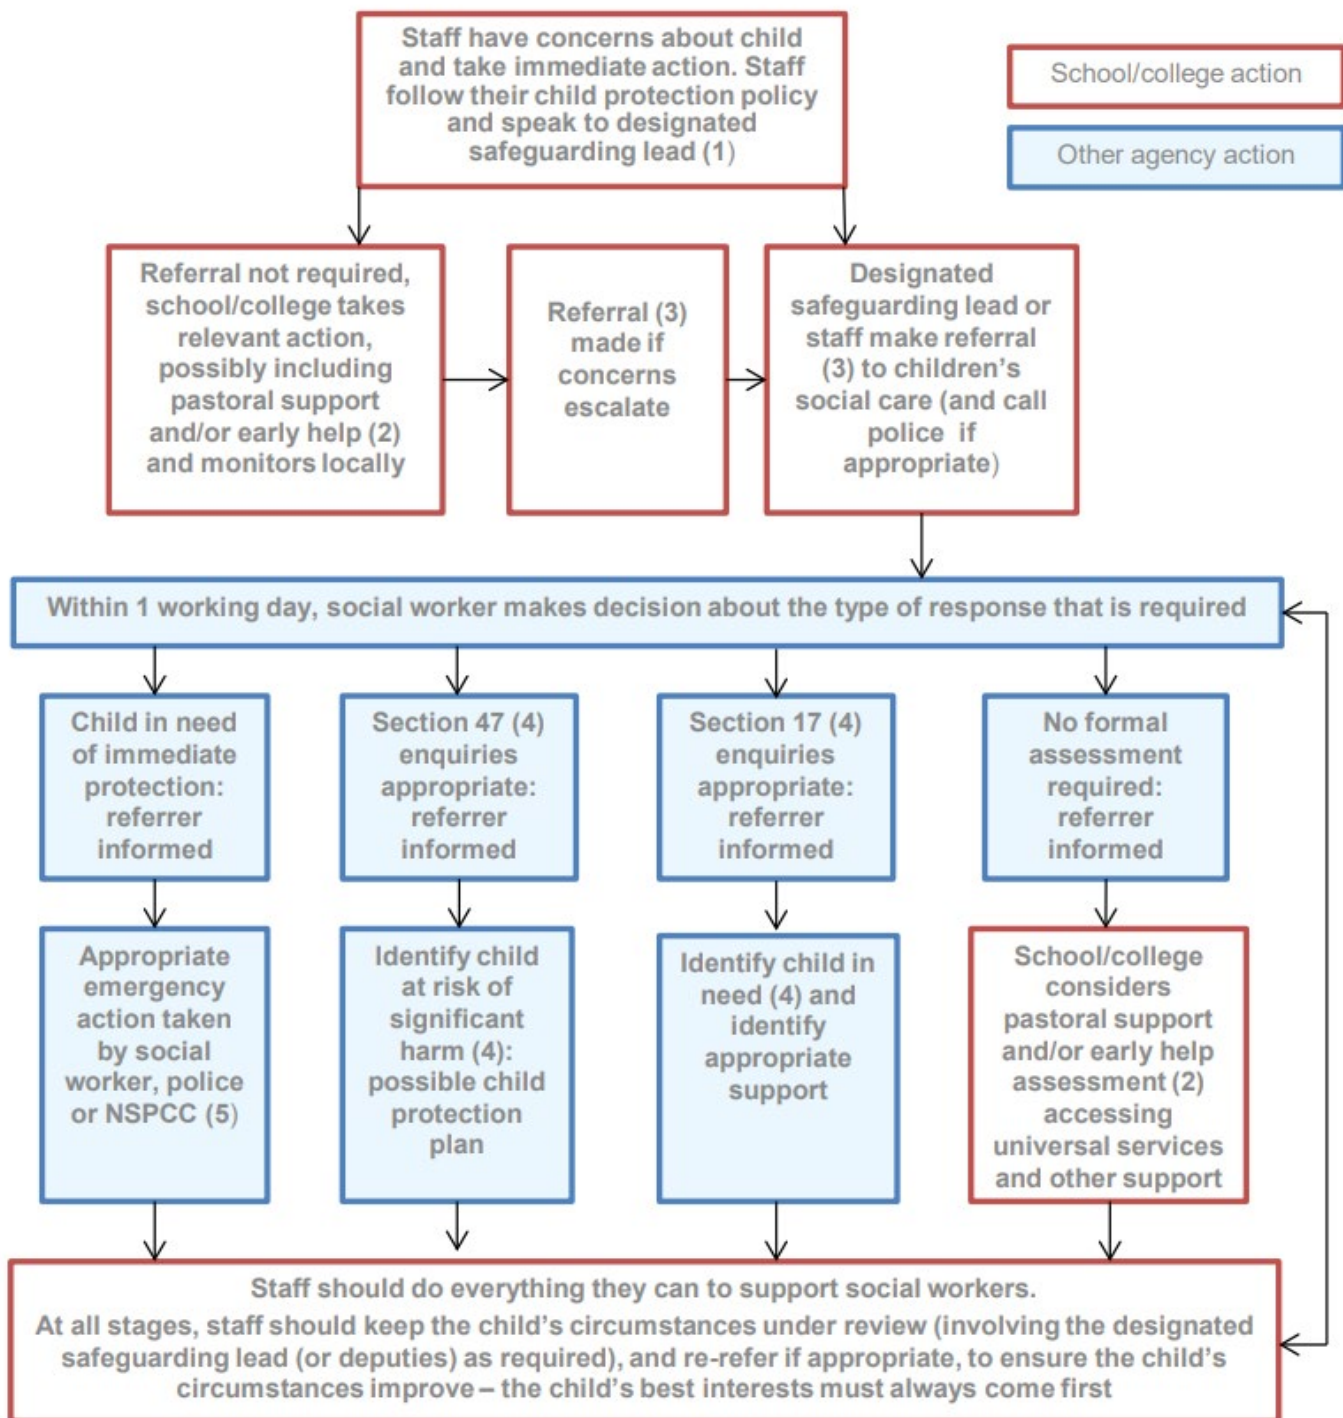 Staff have concerns about child
and take immediate action. Staff
follow their child protection policy
and speak to designated
safeguarding lead (1)
School/college action
Other agency action
Referral not required,
school/college takes
relevant action,
possibly including
pastoral support
and/or early help (2)
and monitors locally
Referral (3)
made if
concerns
escalate
Designated
safeguarding lead or
staff make referral
(3) to children’s
social care (and call
police if
appropriate)
Within 1 working day, social worker makes decision about the type of response that is required
Child in need
of immediate
protection:
referrer
informed
Section 47 (4)
enquiries
appropriate:
referrer
informed
Section 17 (4)
enquiries
appropriate:
referrer
informed
No formal
assessment
required:
referrer
informed
Appropriate
emergency
action taken
by social
worker, police
or NSPCC (5)
Identify child
at risk of
significant
harm (4):
possible child
protection
plan
Identify child in
need (4) and
identify
appropriate
support
School/college
considers
pastoral support
and/or early help
assessment (2)
accessing
universal services
and other support
Staff should do everything they can to support social workers.
At all stages, staff should keep the child’s circumstances under review (involving the designated
safeguarding lead (or deputies) as required), and re-refer if appropriate, to ensure the child’s
circumstances improve – the child’s best interests must always come first